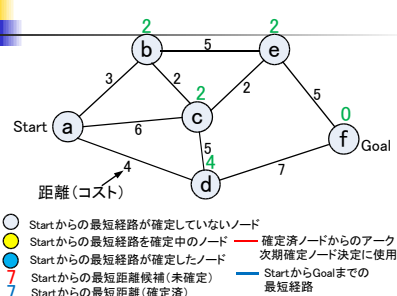 2
2
b
5
e
3
2
2
c
2
5
0
Start
a
6
f
Goal
5
4
4
d
7
距離(コスト)
Startからの最短経路が確定していないノード
Startからの最短経路を確定中のノード
確定済ノードからのアーク
次期確定ノード決定に使用
Startからの最短経路が確定したノード
7 Startからの最短距離候補(未確定)
StartからGoalまでの
最短経路
7 Startからの最短距離(確定済)